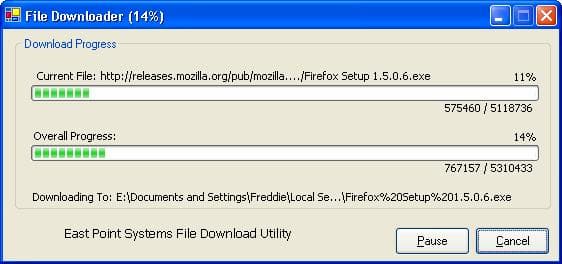 File Downloader (14%)
Download Progress
Current File: http://releases.mozilla.org/pub/mozilla..../Firefox Setup 1.5.0.6.exe 11%
575460 / 5118736
Overall Progress: 14%
767157 / 5310433
Downloading To: E:\Documents and Settings\Freddie\Local Se...\Firefox%20Setup%201.5.0.6.exe
East Point Systems File Download Utility
Pause Cancel